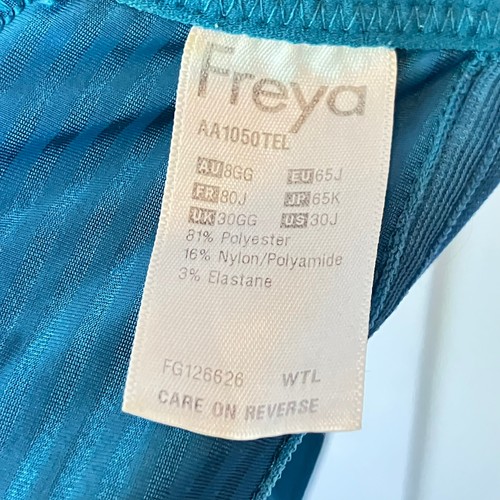 Freya
AA1050TEL
AU 8GG EU 65J
FR 80J JP 65K
UK 30GG US 30J
81% Polyester
16% Nylon/Polyamide
3% Elastane
FG126626 WTL
CARE ON REVERSE